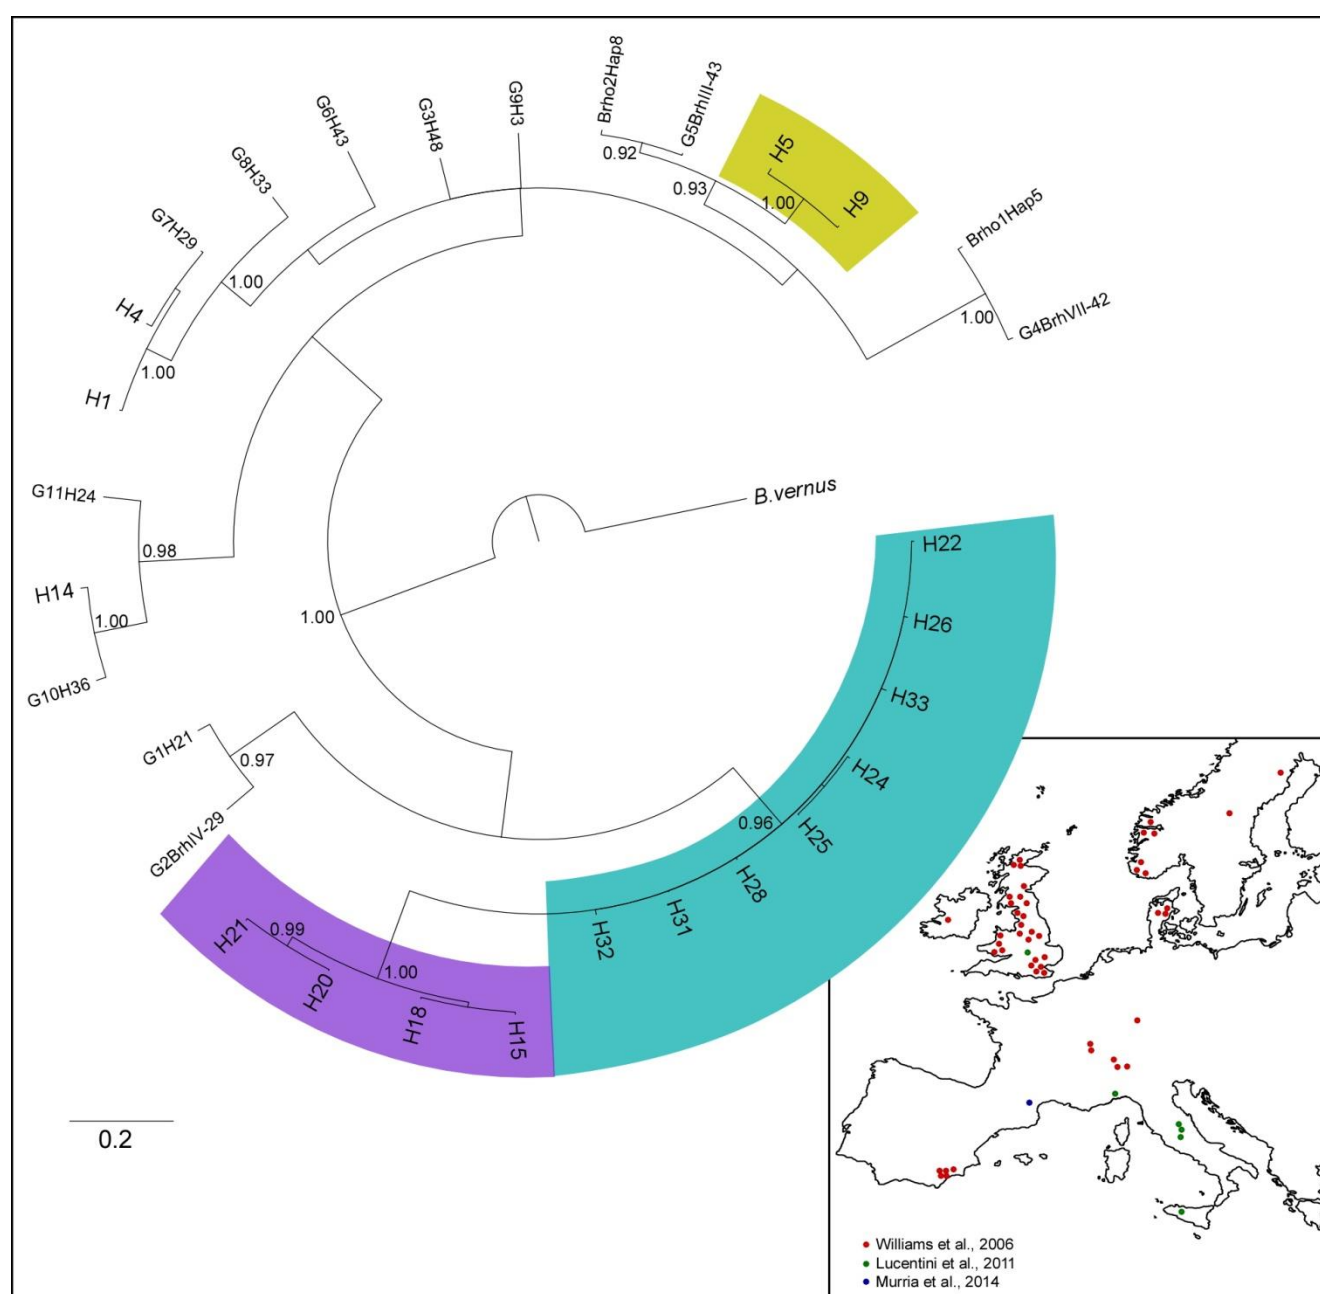 Brho2Hap8
G5BrhIII-43
G9H3
G3H48
G6H43
0.92
H5
G8H33
0.93
1.00
H9
G7H29
Brho1Hap5
1.00
H4
G4BrhVII-42
1.00
1.00
H1
B.vernus
G11H24
H22
0.98
H14
1.00
1.00
H26
G10H36
H33
G1H21
0.97
H24
G2BrhIV-29
0.96
H25
H28
H31
H21
0.99
H32
1.00
H20
H18
H15
0.2
Williams et al., 2006
Lucentini et al., 2011
Murria et al., 2014